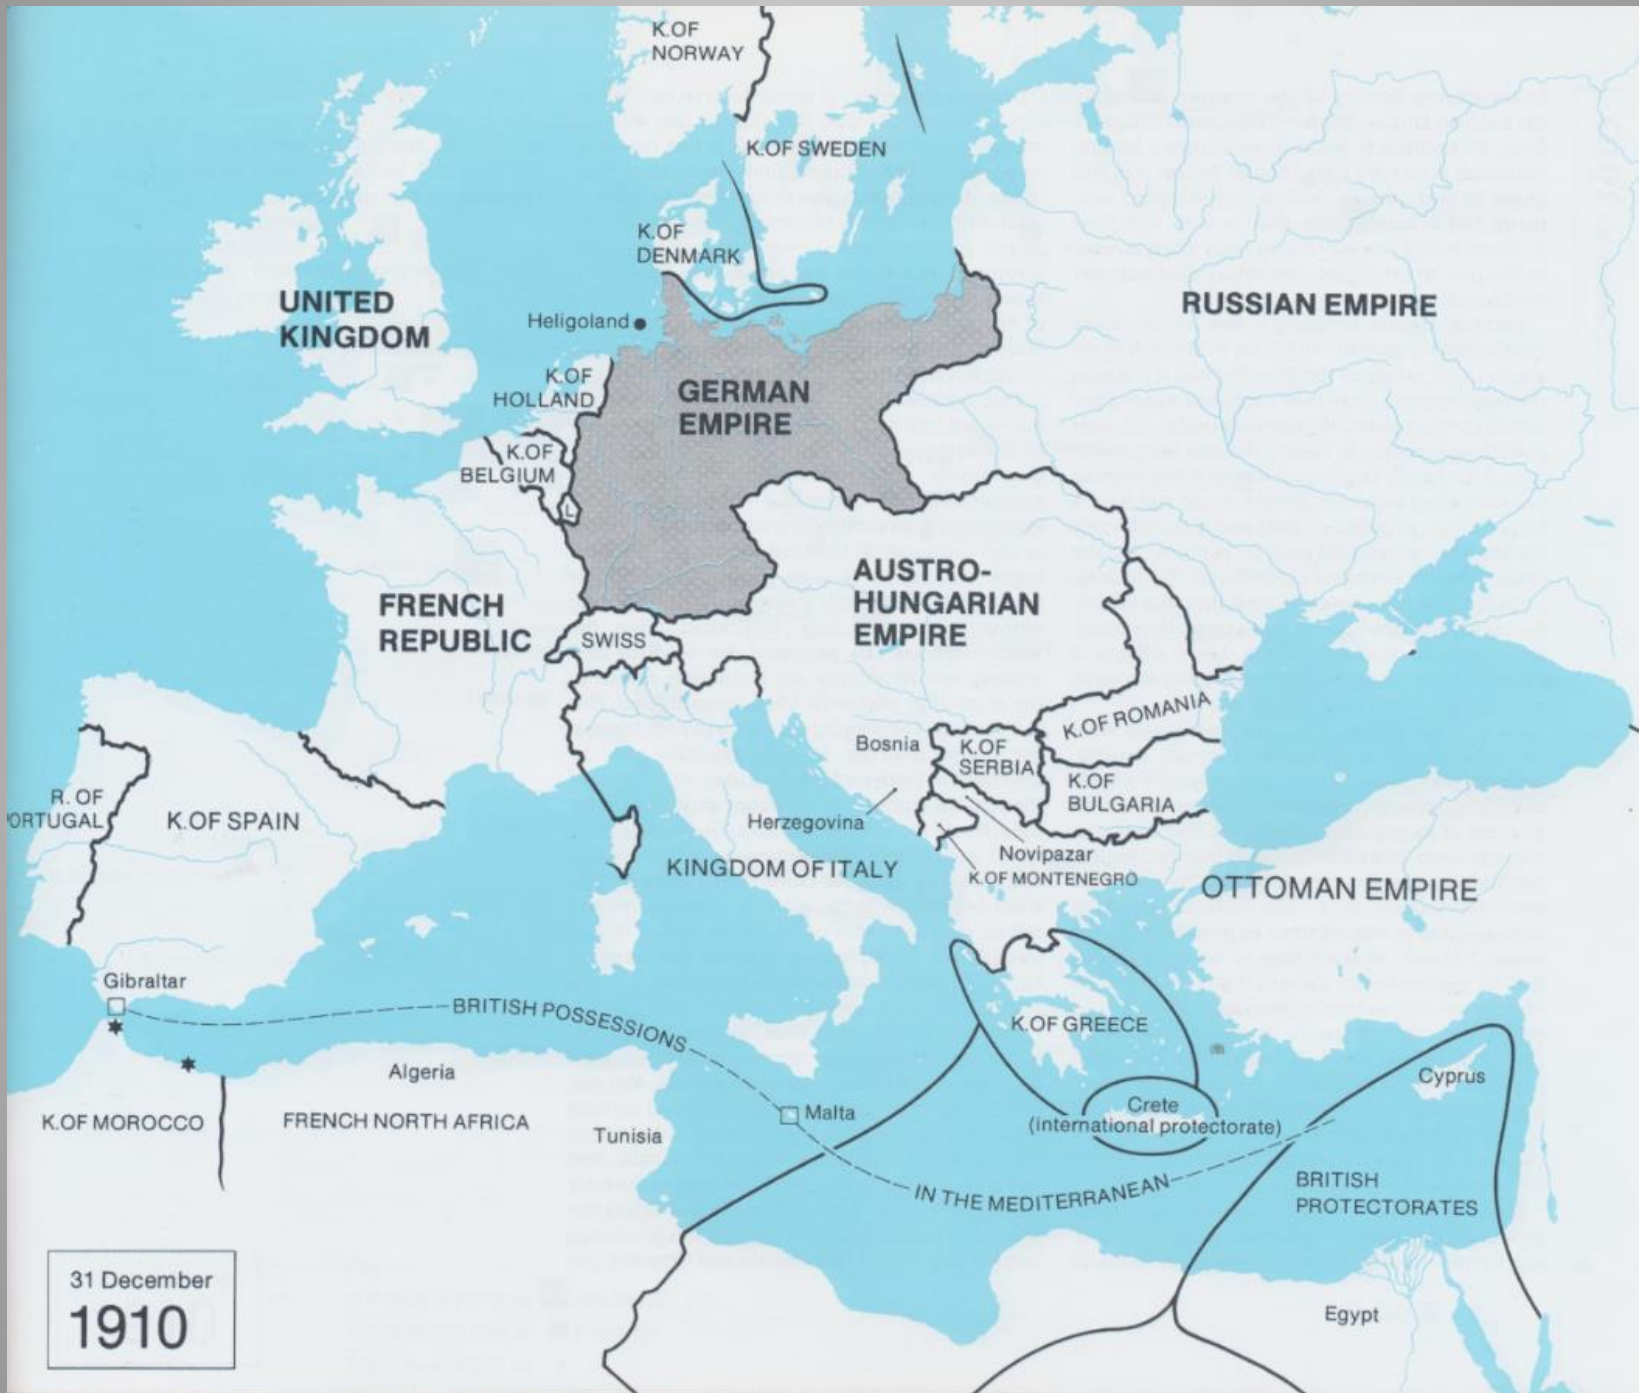 K.OF
NORWAY
K.OF SWEDEN
K.OF
DENMARK
UNITED
KINGDOM
Heligoland
RUSSIAN EMPIRE
K.OF
HOLLAND
GERMAN
EMPIRE
K.OF
BELGIUM
L
AUSTRO-
HUNGARIAN
EMPIRE
FRENCH
REPUBLIC
SWISS
K.OF ROMANIA
Bosnia
K.OF
SERBIA
K.OF
BULGARIA
R. OF
PORTUGAL
K.OF SPAIN
Herzegovina
Novipazar
K.OF MONTENEGRO
KINGDOM OF ITALY
OTTOMAN EMPIRE
Gibraltar
BRITISH POSSESSIONS
K.OF GREECE
Algeria
Cyprus
K.OF MOROCCO
FRENCH NORTH AFRICA
Tunisia
Malta
Crete
(international protectorate)
IN THE MEDITERRANEAN
BRITISH
PROTECTORATES
31 December
1910
Egypt